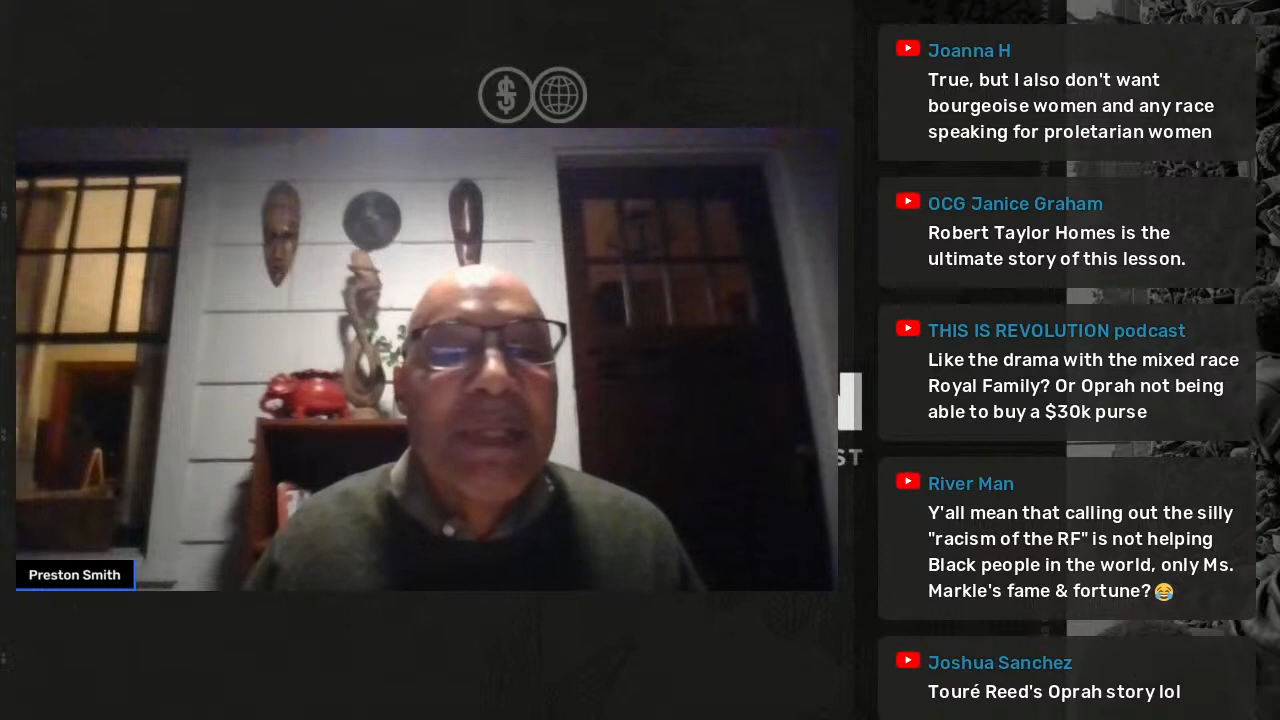 Joanna H
True, but I also don't want
bourgeoise women and any race
speaking for proletarian women
OCG Janice Graham
Robert Taylor Homes is the
ultimate story of this lesson.
THIS IS REVOLUTION podcast
Like the drama with the mixed race
Royal Family? Or Oprah not being
able to buy a $30k purse
River Man
Y'all mean that calling out the silly
"racism of the RF" is not helping
Black people in the world, only Ms.
Markle's fame & fortune? 😂
Joshua Sanchez
Touré Reed's Oprah story lol
Preston Smith
ST